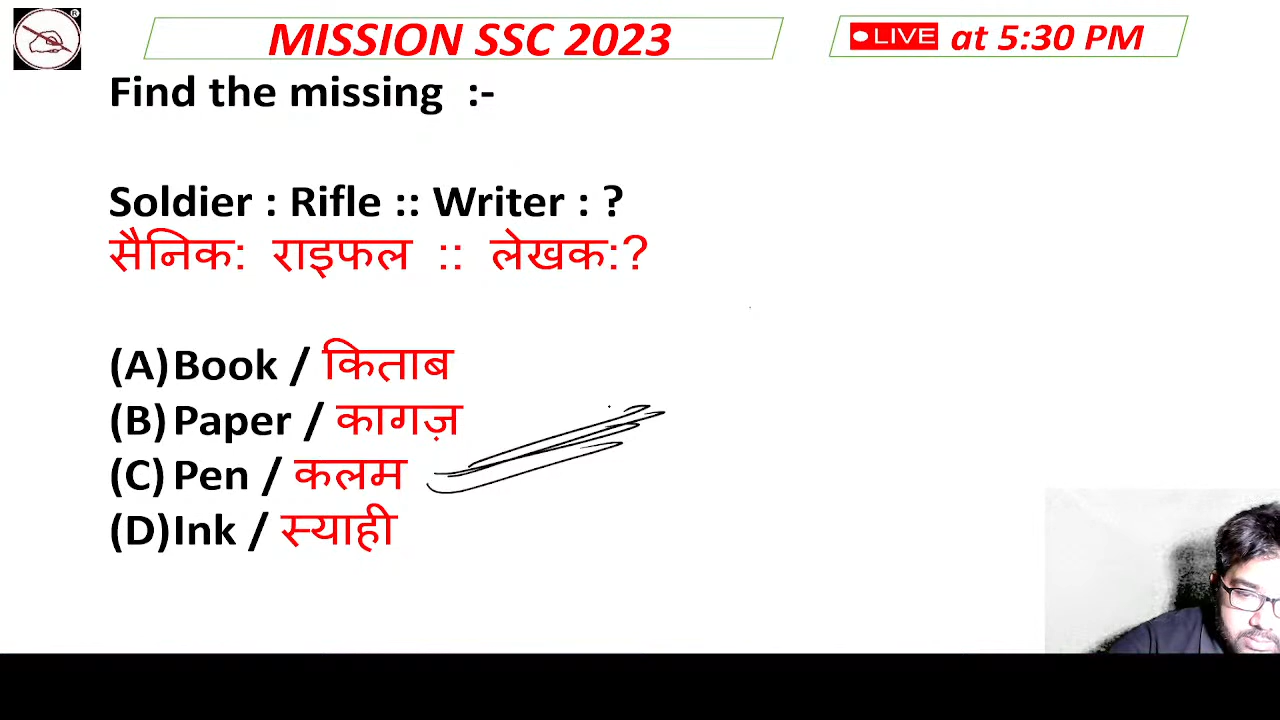 MISSION SSC 2023
LIVE at 5:30 PM
Find the missing :-
Soldier : Rifle :: Writer : ?
सैनिक: राइफल :: लेखक:?
(A) Book / किताब
(B) Paper / कागज़
(C) Pen / कलम
(D) Ink / स्याही